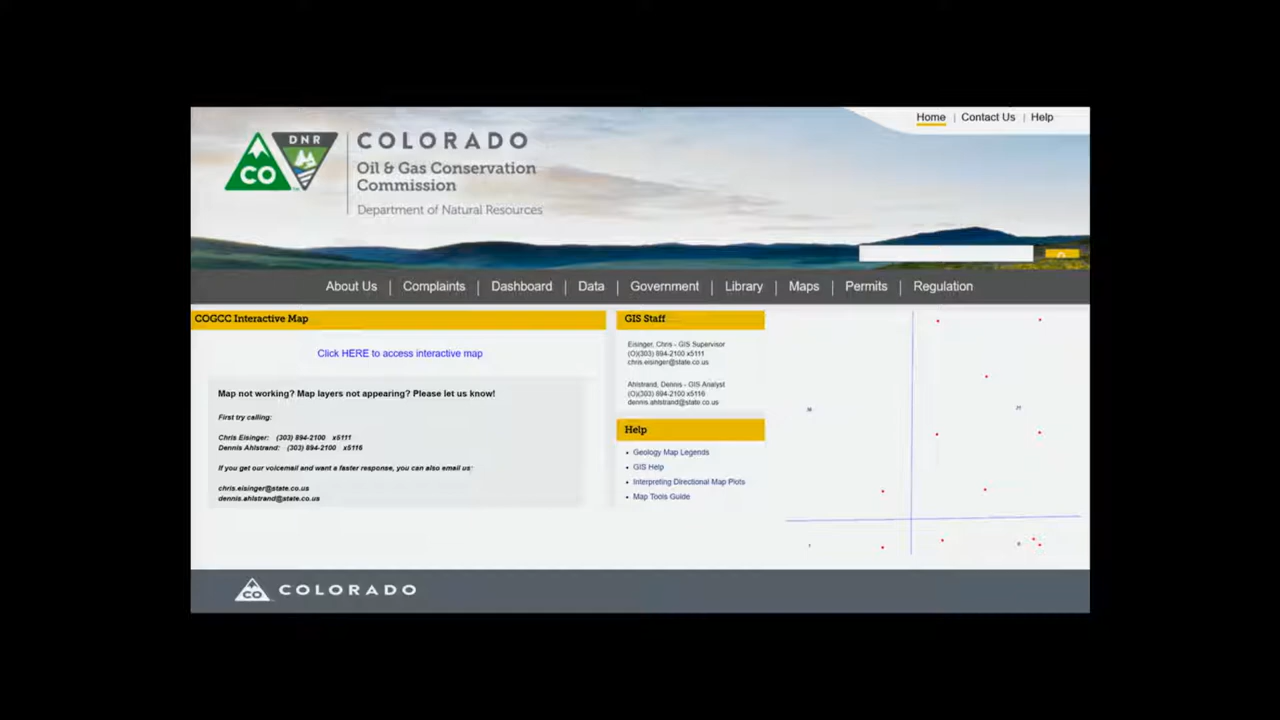 Home | Contact Us | Help
DNR
CO
COLORADO
Oil & Gas Conservation
Commission
Department of Natural Resources
About Us | Complaints | Dashboard | Data | Government | Library | Maps | Permits | Regulation
COGCC Interactive Map
Click HERE to access interactive map
Map not working? Map layers not appearing? Please let us know!
First try calling:
Chris Eisinger: (303) 894-2100 x5111
Dennis Ahlstrand: (303) 894-2100 x5116
If you get our voicemail and want a faster response, you can also email us:
chris.eisinger@state.co.us
dennis.ahlstrand@state.co.us
GIS Staff
Eisinger, Chris - GIS Supervisor
(O)(303) 894-2100 x5111
chris.eisinger@state.co.us
Ahlstrand, Dennis - GIS Analyst
(O)(303) 894-2100 x5116
dennis.ahlstrand@state.co.us
Help
• Geology Map Legends
• GIS Help
• Interpreting Directional Map Plots
• Map Tools Guide
CO COLORADO